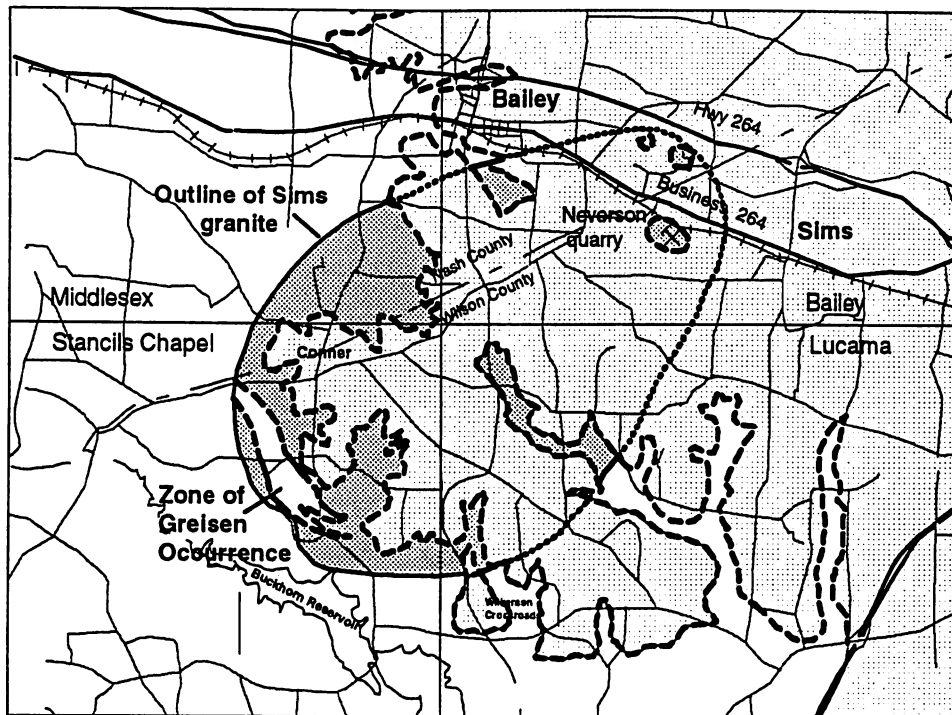 Bailey
Hwy 264
Outline of Sims
granite
Business 264
Neverson
quarry
Sims
Nash County
Wilson County
Middlesex
Bailey
Stancils Chapel
Conner
Lucama
Zone of
Greisen
Occurrence
Buckhorn Reservoir
Crossroads